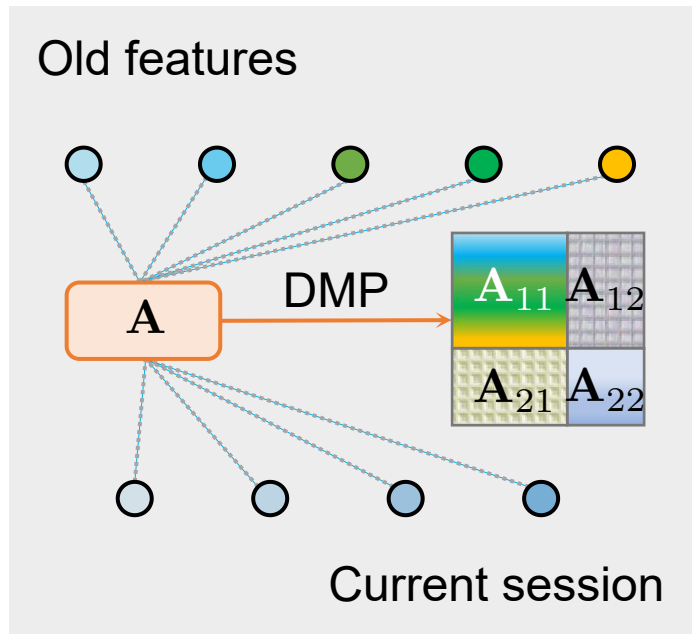 Old features
DMP
A
A₁₁ A₁₂
A₂₁ A₂₂
Current session